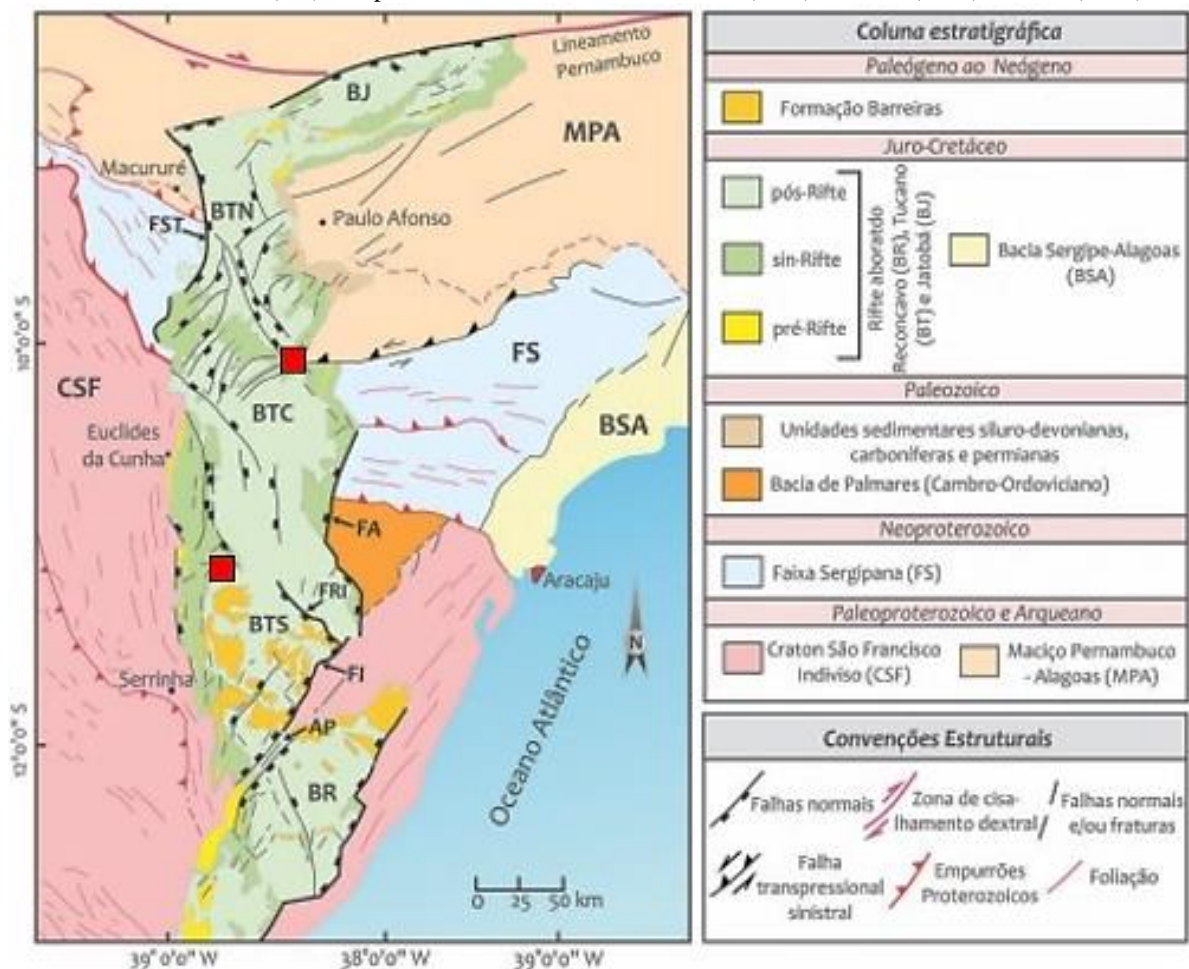 Lineamento
Pernambuco
BJ
MPA
Macururé
BTN
Paulo Afonso
FST
10°0'0" S
FS
CSF
BTC
BSA
Euclides
da Cunha
FA
Aracaju
FRI
BTS
N
Serrinha
FI
AP
12°0'0" S
BR
Oceano Atlântico
0 25 50 km
39°0'0" W
38°0'0" W
39°0'0" W
Coluna estratigráfica
Paleógeno ao Neógeno
Formação Barreiras
Juro-Cretáceo
pós-Rifte
sin-Rifte
pré-Rifte
Rifte aboratdo
Reconcavo (BR), Tucano
(BT) e Jatobá (BJ)
Bacia Sergipe-Alagoas
(BSA)
Paleozoico
Unidades sedimentares siluro-devonianas,
carboníferas e permianas
Bacia de Palmares (Cambro-Ordoviciano)
Neoproterozoico
Faixa Sergipana (FS)
Paleoproterozoico e Arqueano
Craton São Francisco
Indiviso (CSF)
Maciço Pernambuco
- Alagoas (MPA)
Convenções Estruturais
Falhas normais
Zona de cisa-
lhamento dextral
Falhas normais
e/ou fraturas
Falha
transpressional
sinistral
Empurrões
Proterozoicos
Foliação